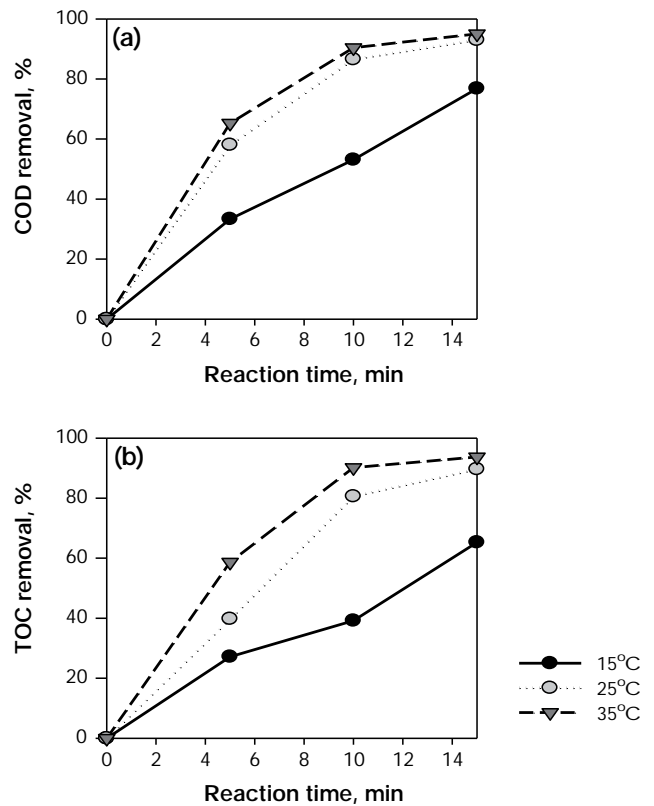 (a)
COD removal, %
100
80
60
40
20
0
0 2 4 6 8 10 12 14
Reaction time, min
(b)
TOC removal, %
100
80
60
40
20
0
0 2 4 6 8 10 12 14
Reaction time, min
15°C
25°C
35°C